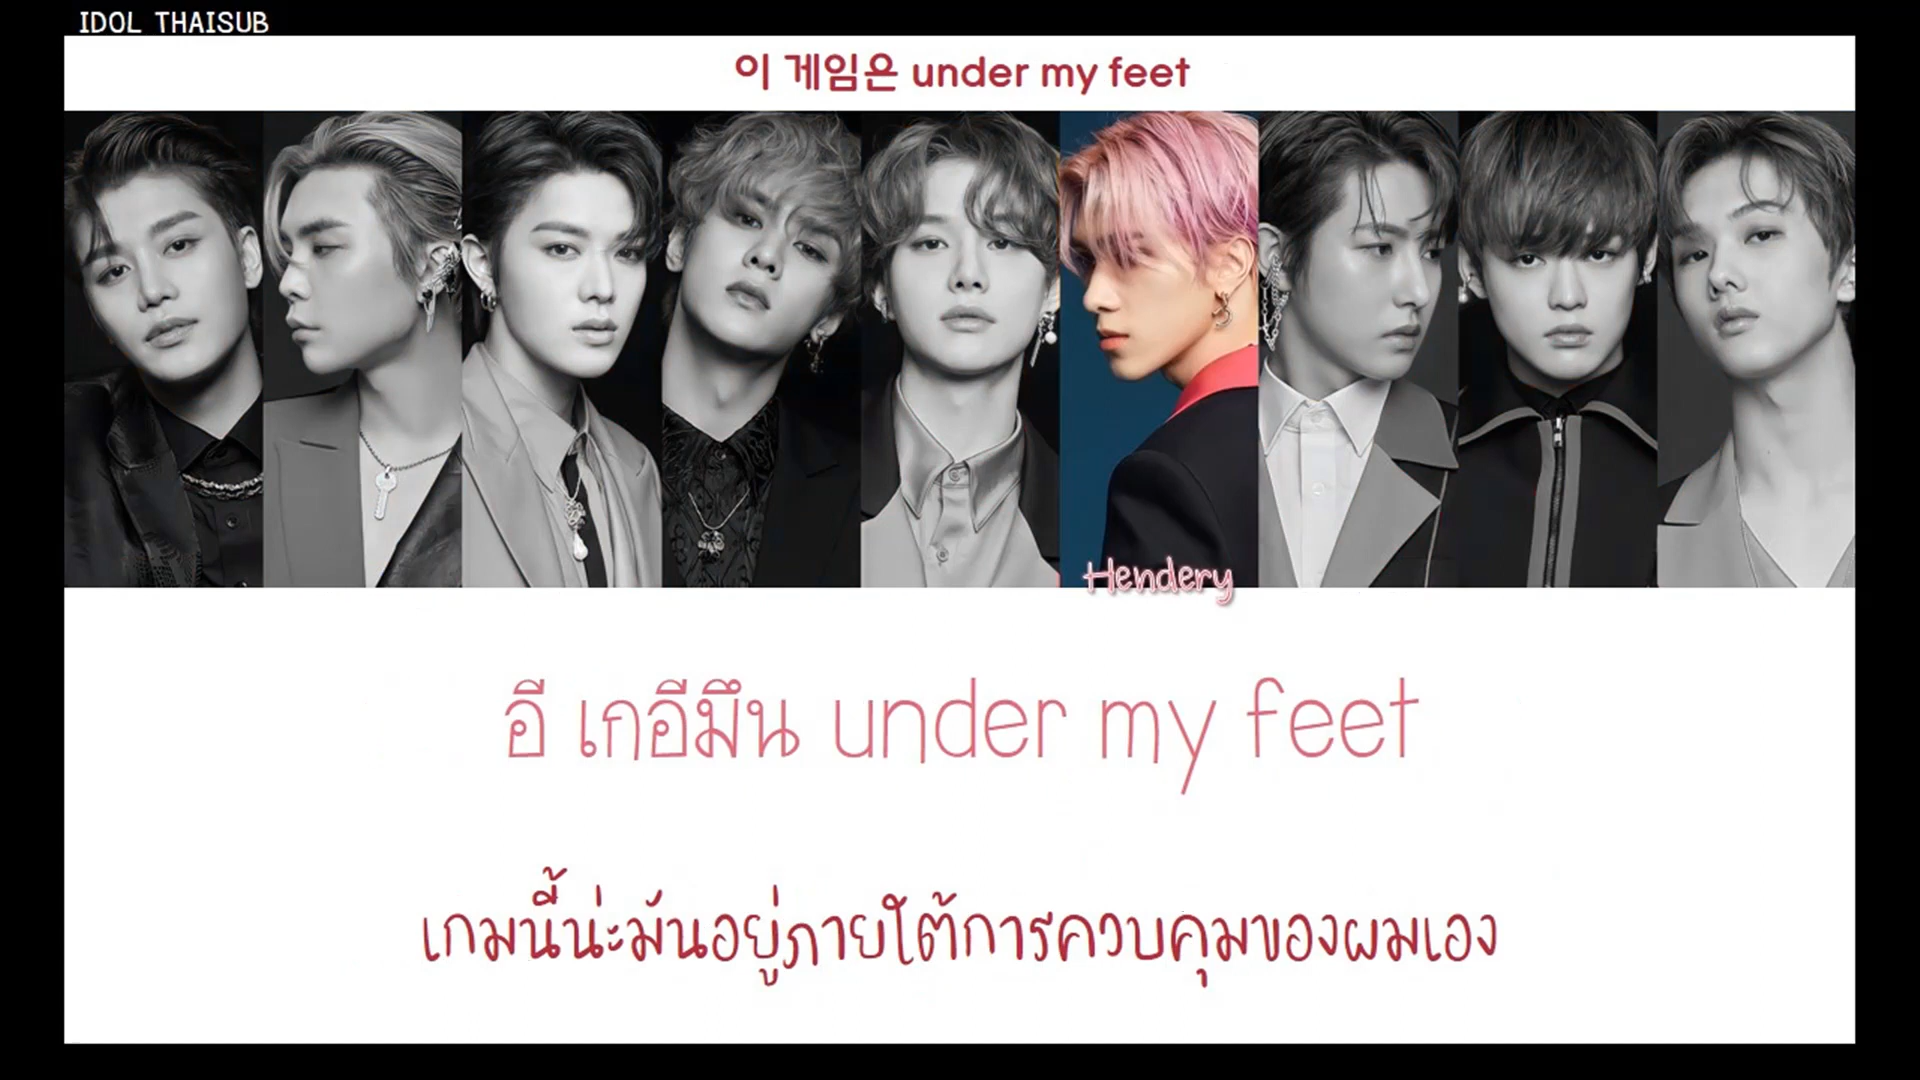 IDOL THAISUB
이 게임은 under my feet
Hendery
อี เกอีมึน under my feet
เกมนี้น่ะมันอยู่ภายใต้การควบคุมของผมเอง